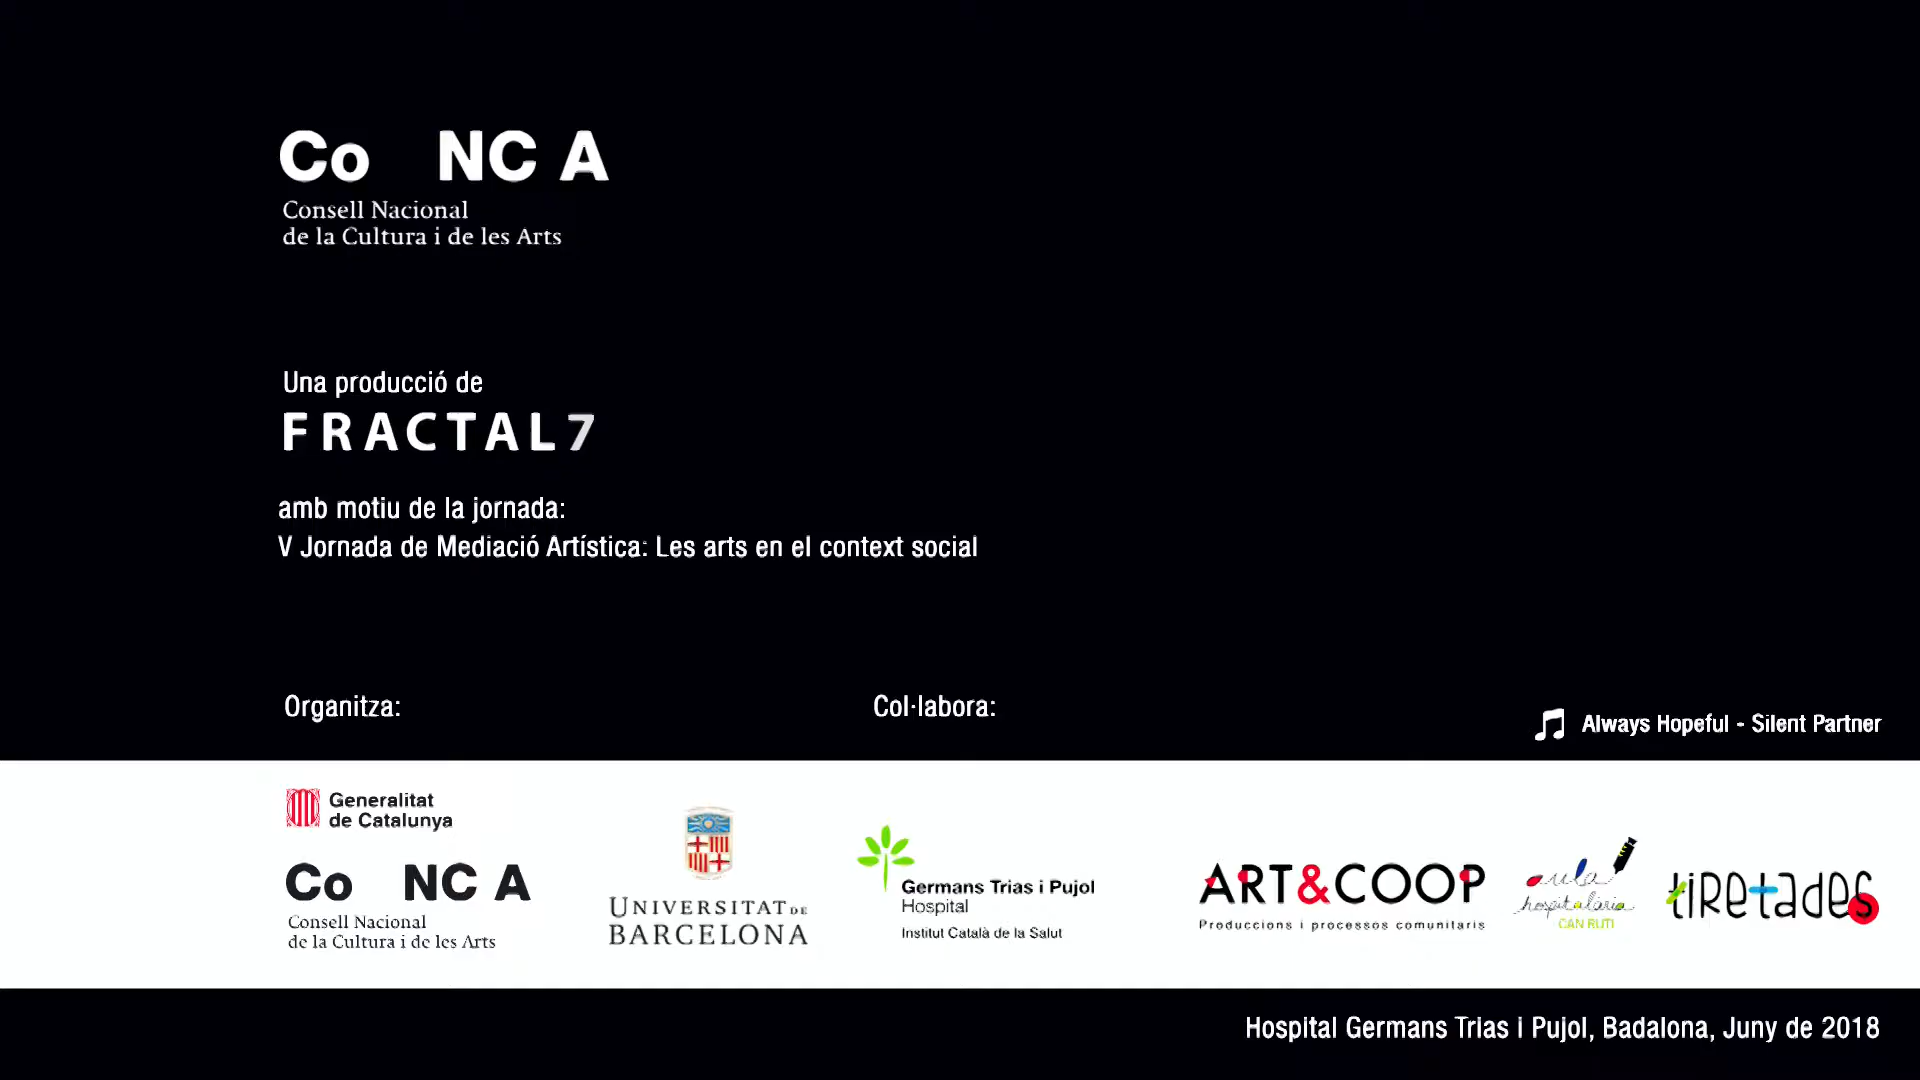 Co NC A
Consell Nacional
de la Cultura i de les Arts
Una producció de
FRACTAL7
amb motiu de la jornada:
V Jornada de Mediació Artística: Les arts en el context social
Organitza:
Col·labora:
Always Hopeful - Silent Partner
Generalitat
de Catalunya
Co NC A
Consell Nacional
de la Cultura i de les Arts
UNIVERSITAT DE
BARCELONA
Germans Trias i Pujol
Hospital
Institut Català de la Salut
ART&COOP
Produccions i processos comunitaris
aula
hospitalària
CAN RUTI
tiRetades
Hospital Germans Trias i Pujol, Badalona, Juny de 2018